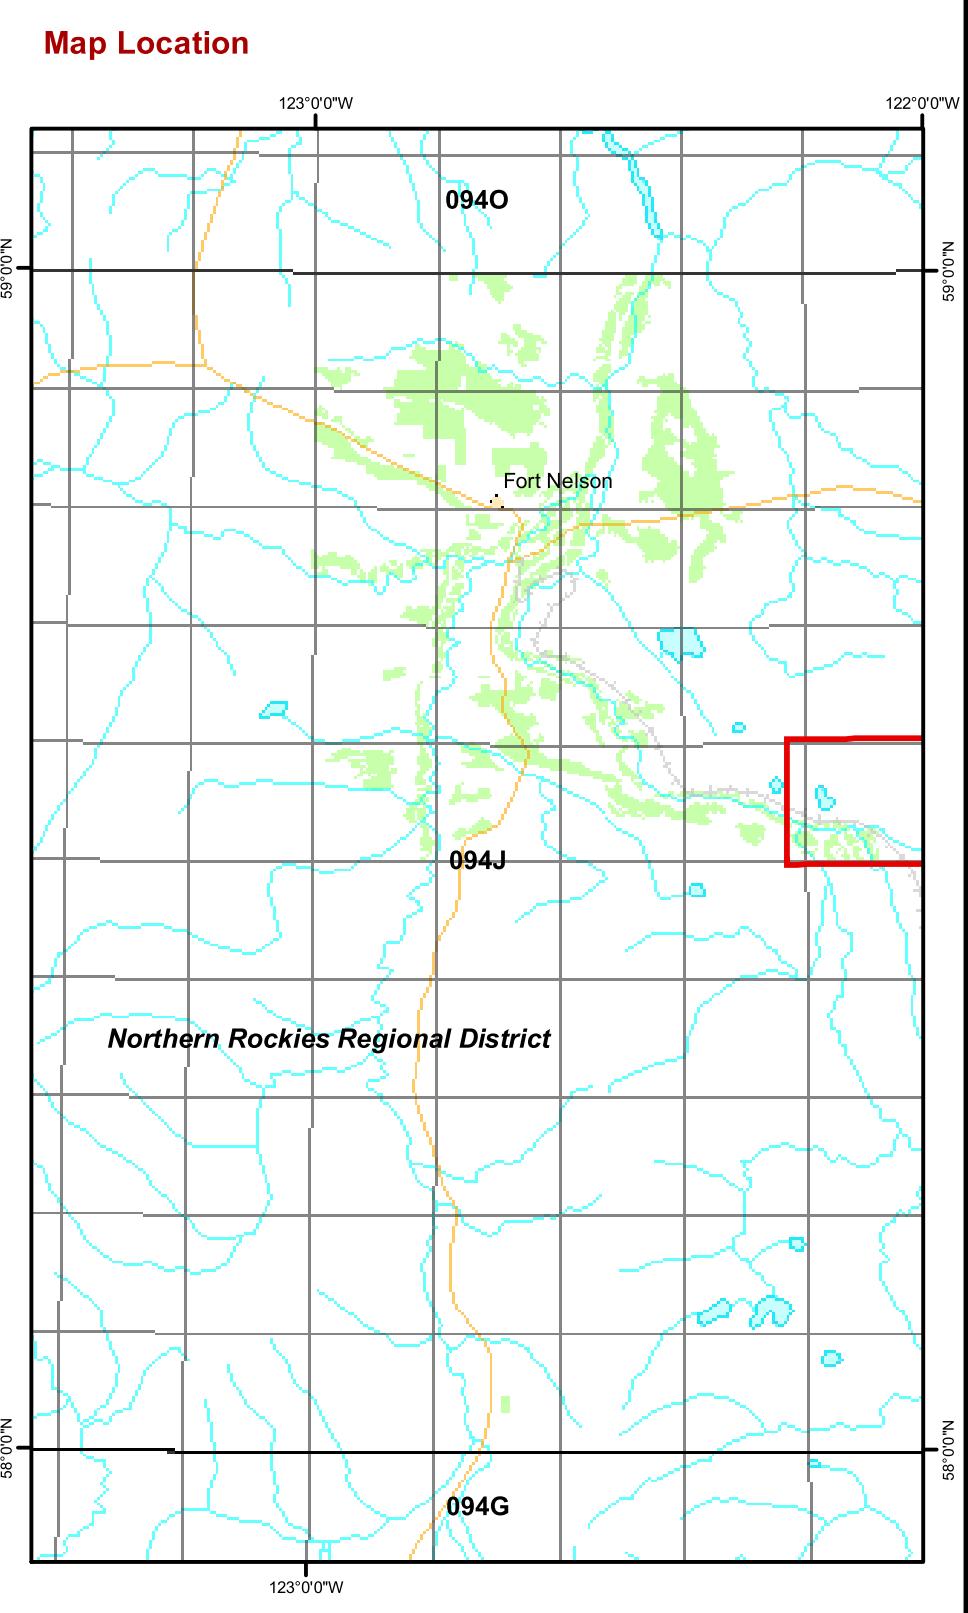 Map Location
123°0'0"W
122°0'0"W
094O
59°0'0"N
59°0'0"N
Fort Nelson
094J
Northern Rockies Regional District
58°0'0"N
58°0'0"N
094G
123°0'0"W